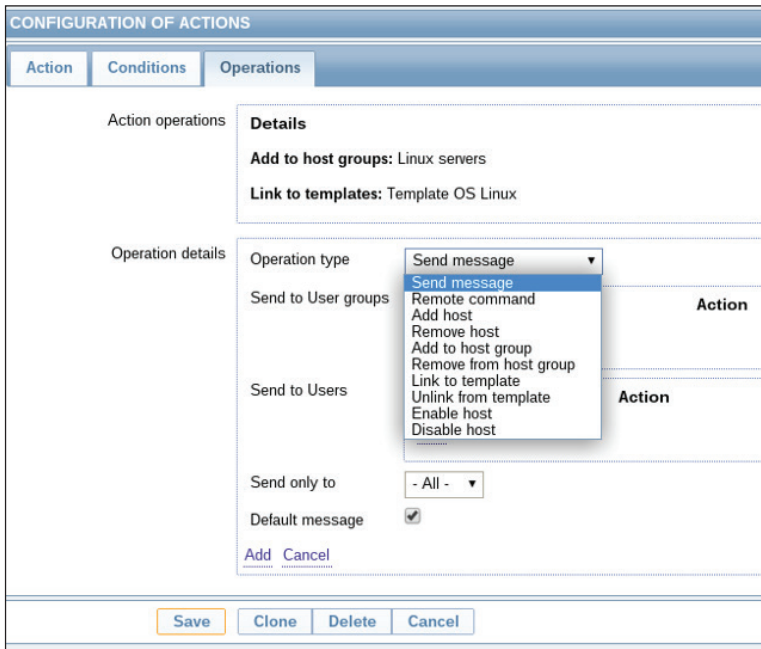 CONFIGURATION OF ACTIONS
Action Conditions Operations
Action operations
Details
Add to host groups: Linux servers
Link to templates: Template OS Linux
Operation details
Operation type
Send message
Send message
Remote command
Add host
Remove host
Add to host group
Remove from host group
Link to template
Unlink from template
Enable host
Disable host
Send to User groups
Action
Send to Users
Action
Send only to
- All -
Default message
Add Cancel
Save Clone Delete Cancel